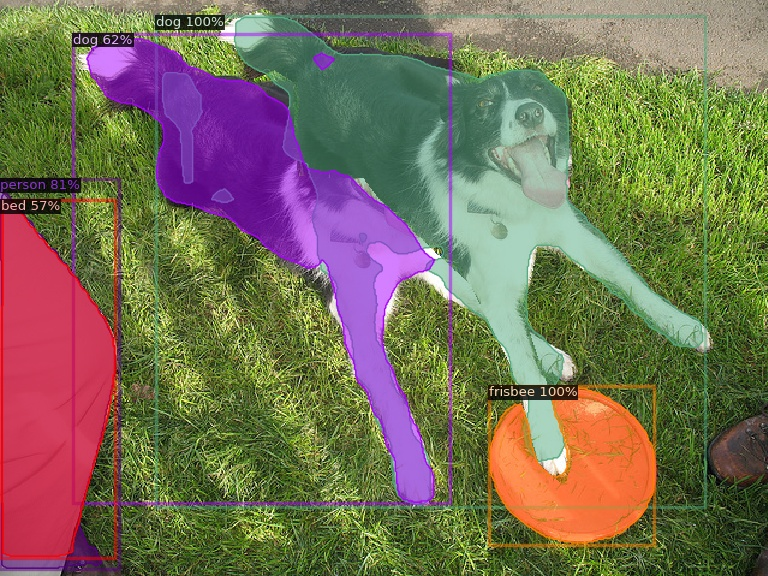 dog 100%
dog 62%
person 81%
bed 57%
frisbee 100%